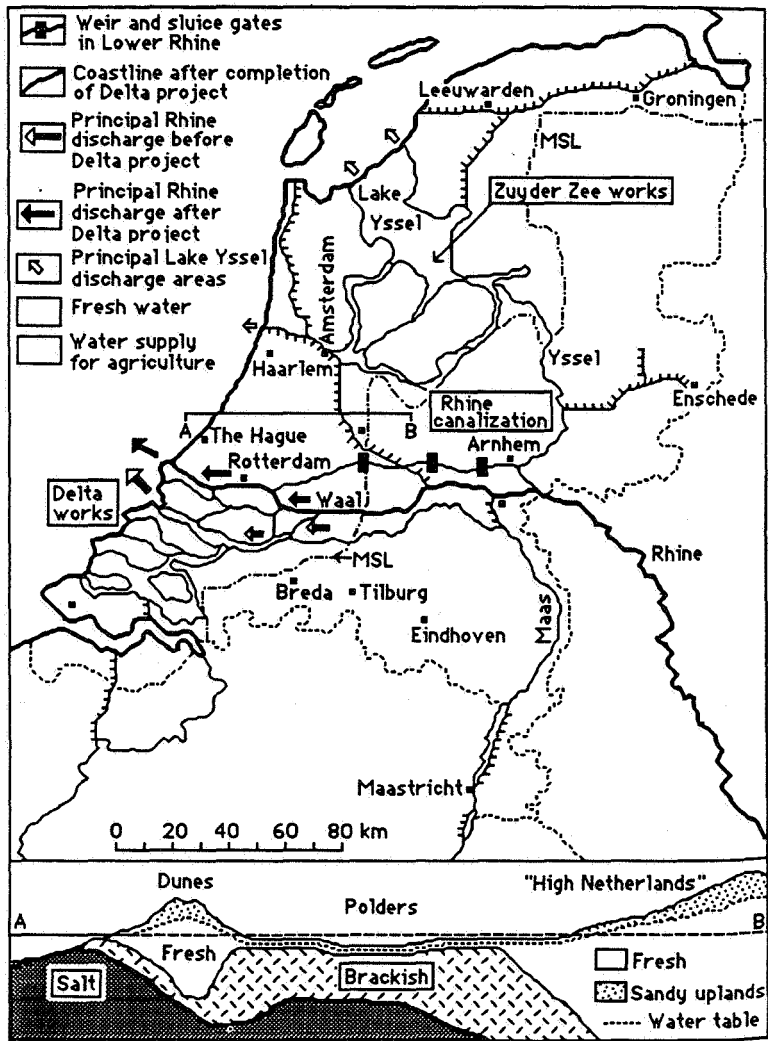 Weir and sluice gates
in Lower Rhine
Coastline after completion
of Delta project
Principal Rhine
discharge before
Delta project
Principal Rhine
discharge after
Delta project
Principal Lake Yssel
discharge areas
Fresh water
Water supply
for agriculture
Leeuwarden
Groningen
MSL
Lake
Yssel
Zuyder Zee works
Amsterdam
Haarlem
Yssel
Enschede
Rhine
canalization
A
B
The Hague
Arnhem
Rotterdam
Delta
works
Waal
MSL
Rhine
Breda
Tilburg
Maas
Eindhoven
Maastricht
0 20 40 60 80 km
Dunes
"High Netherlands"
Polders
A
B
Fresh
Salt
Brackish
Fresh
Sandy uplands
Water table